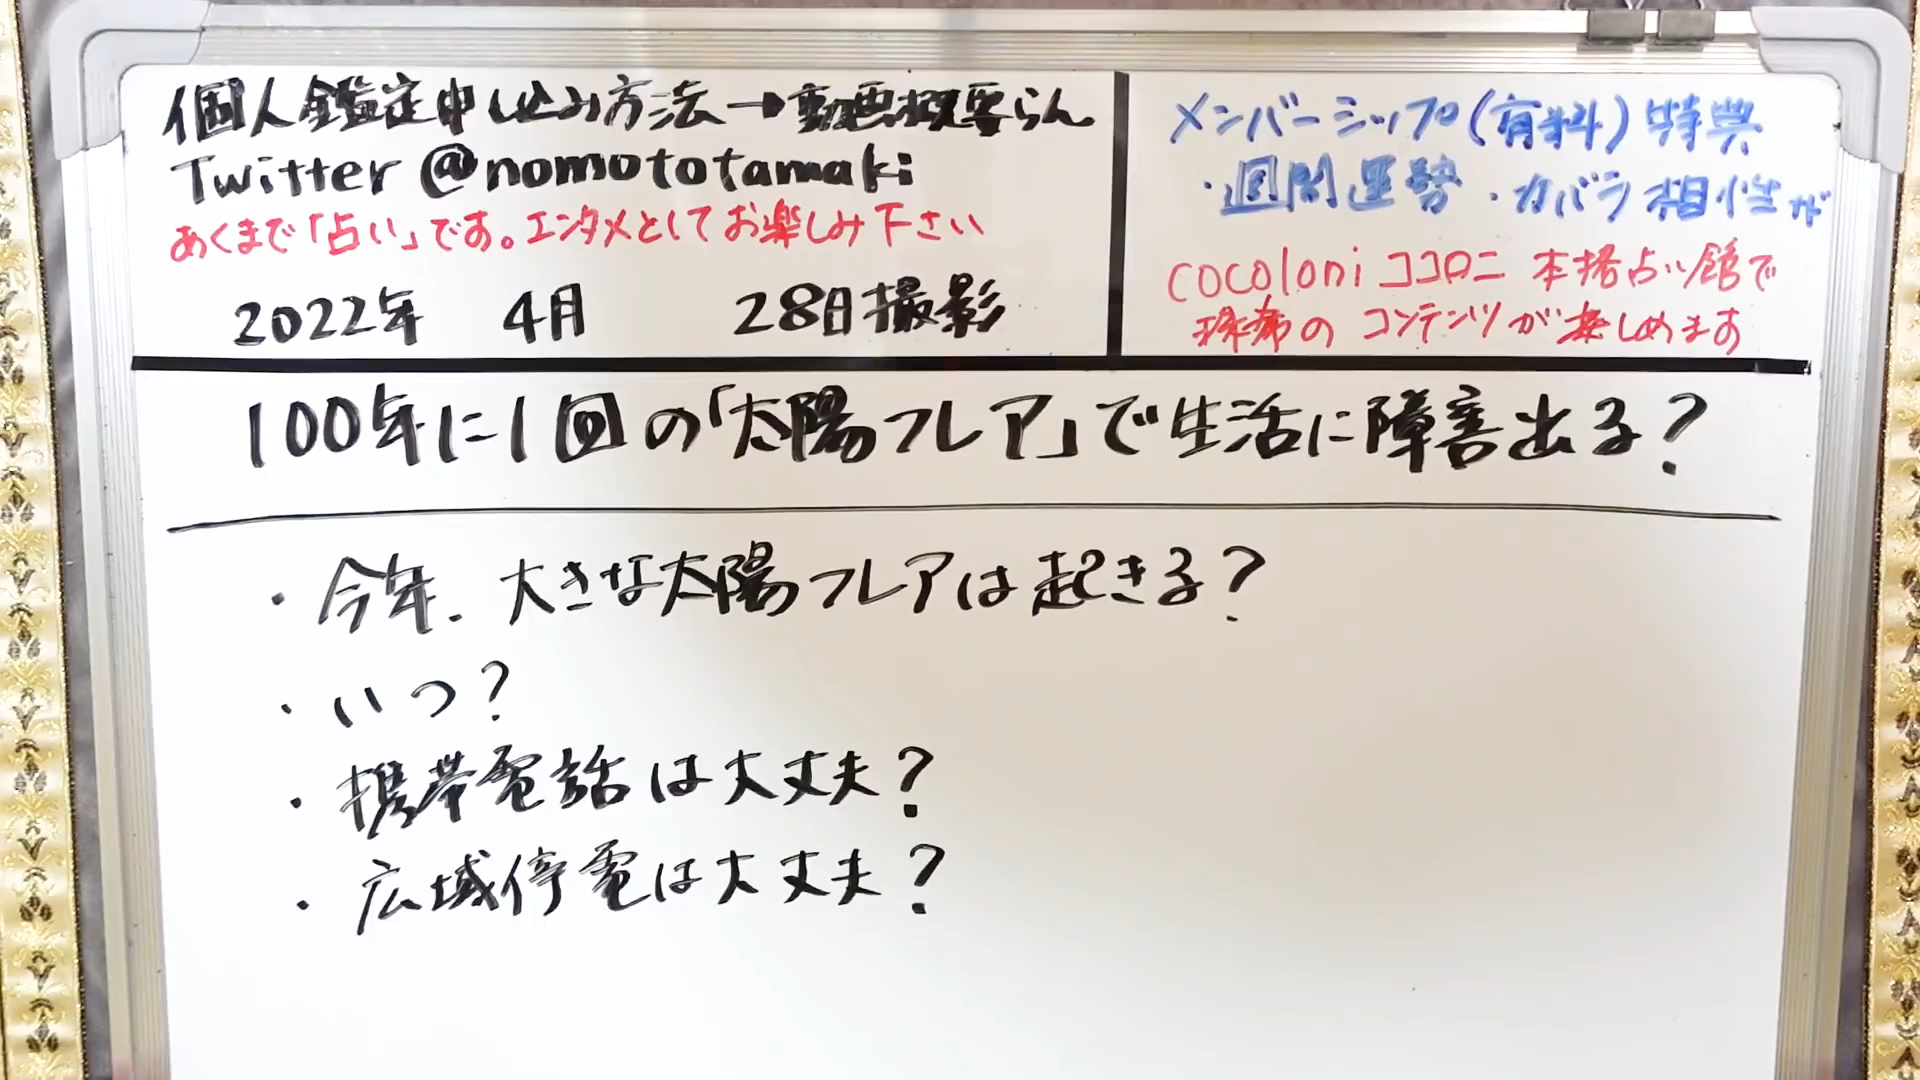 個人鑑定申し込み方法→動画概要らん
Twitter @nomototamaki
あくまで「占い」です。エンタメとしてお楽しみ下さい
2022年 4月 28日撮影
メンバーシップ(有料)特典
・週間運勢・カバラ相性が
cocoloni ココロニ 本格占い館で
球希の コンテンツが楽しめます
100年に1回の「太陽フレア」で生活に障害出る?
・今年、大きな太陽フレアは起きる?
・いつ?
・携帯電話は大丈夫?
・広域停電は大丈夫?